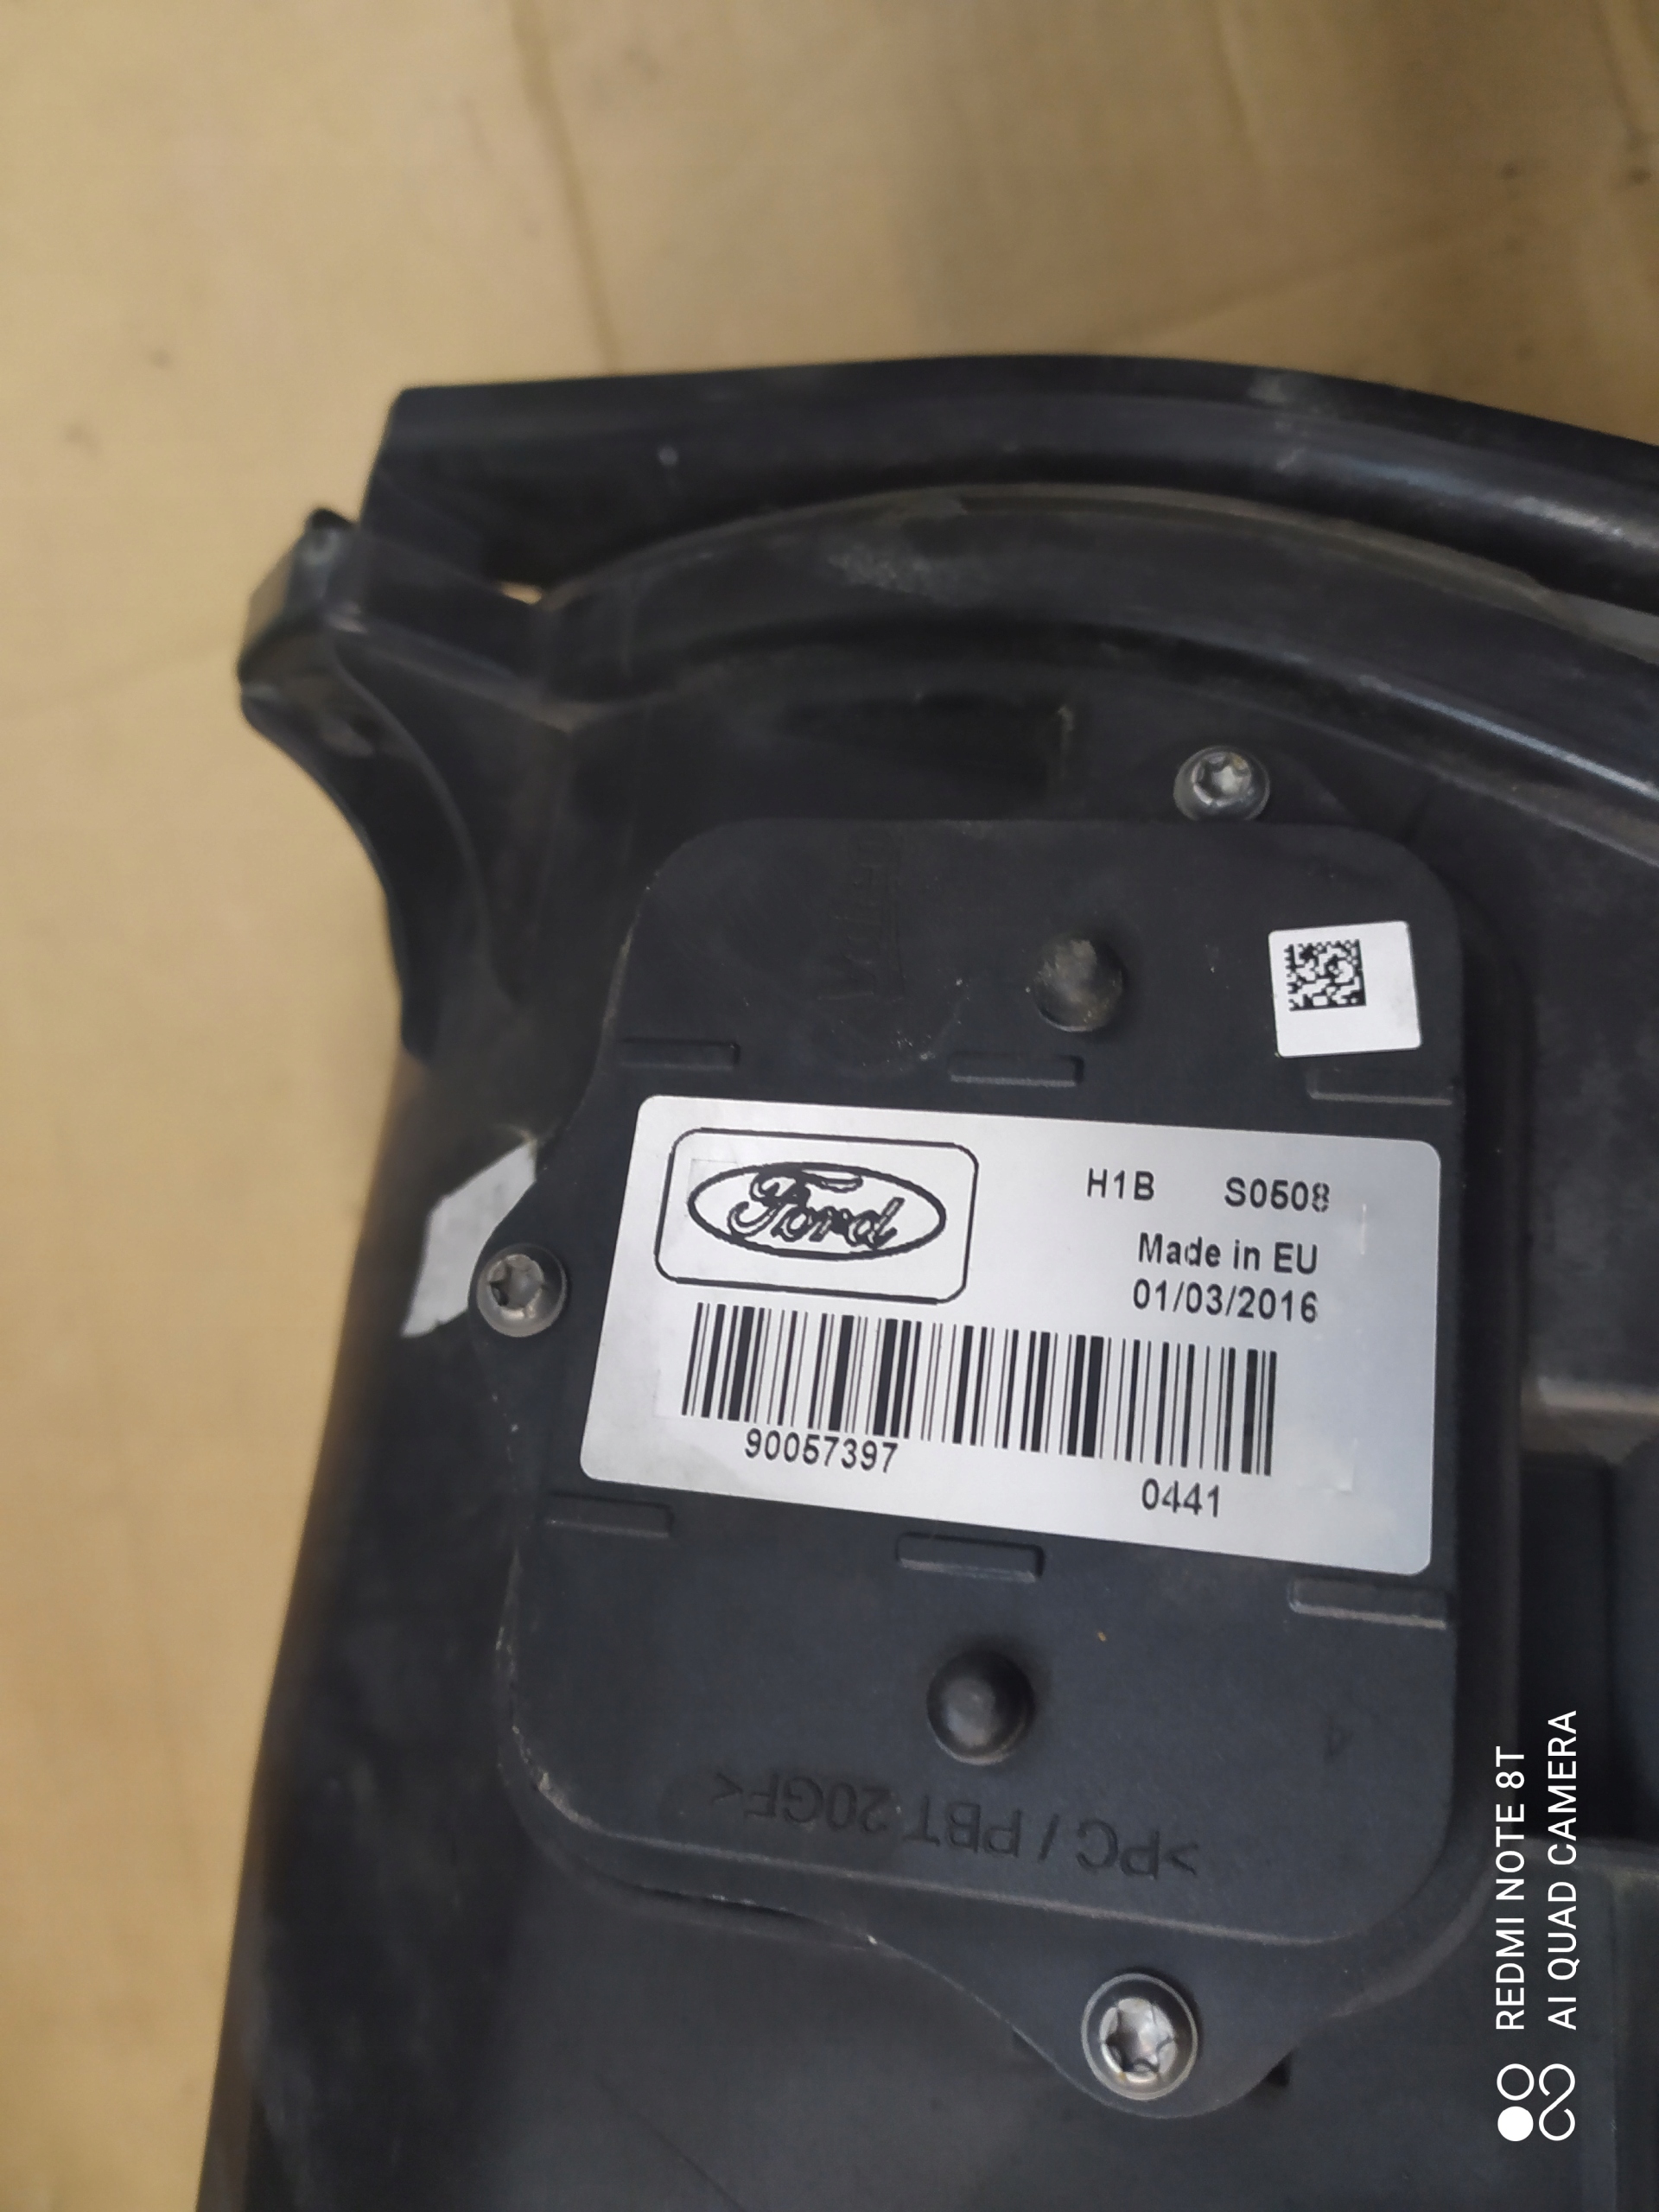 Ford
H1B S0508
Made in EU
01/03/2016
90057397
0441
>PC / PBT 20GF<
REDMI NOTE 8T
AI QUAD CAMERA